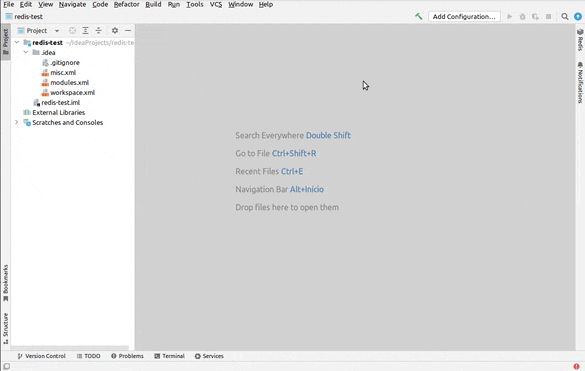 File Edit View Navigate Code Refactor Build Run Tools VCS Window Help
redis-test
Add Configuration...
Project
Project
redis-test ~/IdeaProjects/redis-te
.idea
.gitignore
misc.xml
modules.xml
workspace.xml
redis-test.iml
External Libraries
Scratches and Consoles
Search Everywhere Double Shift
Go to File Ctrl+Shift+R
Recent Files Ctrl+E
Navigation Bar Alt+Inicio
Drop files here to open them
Redis
Notifications
Bookmarks
Structure
Version Control TODO Problems Terminal Services